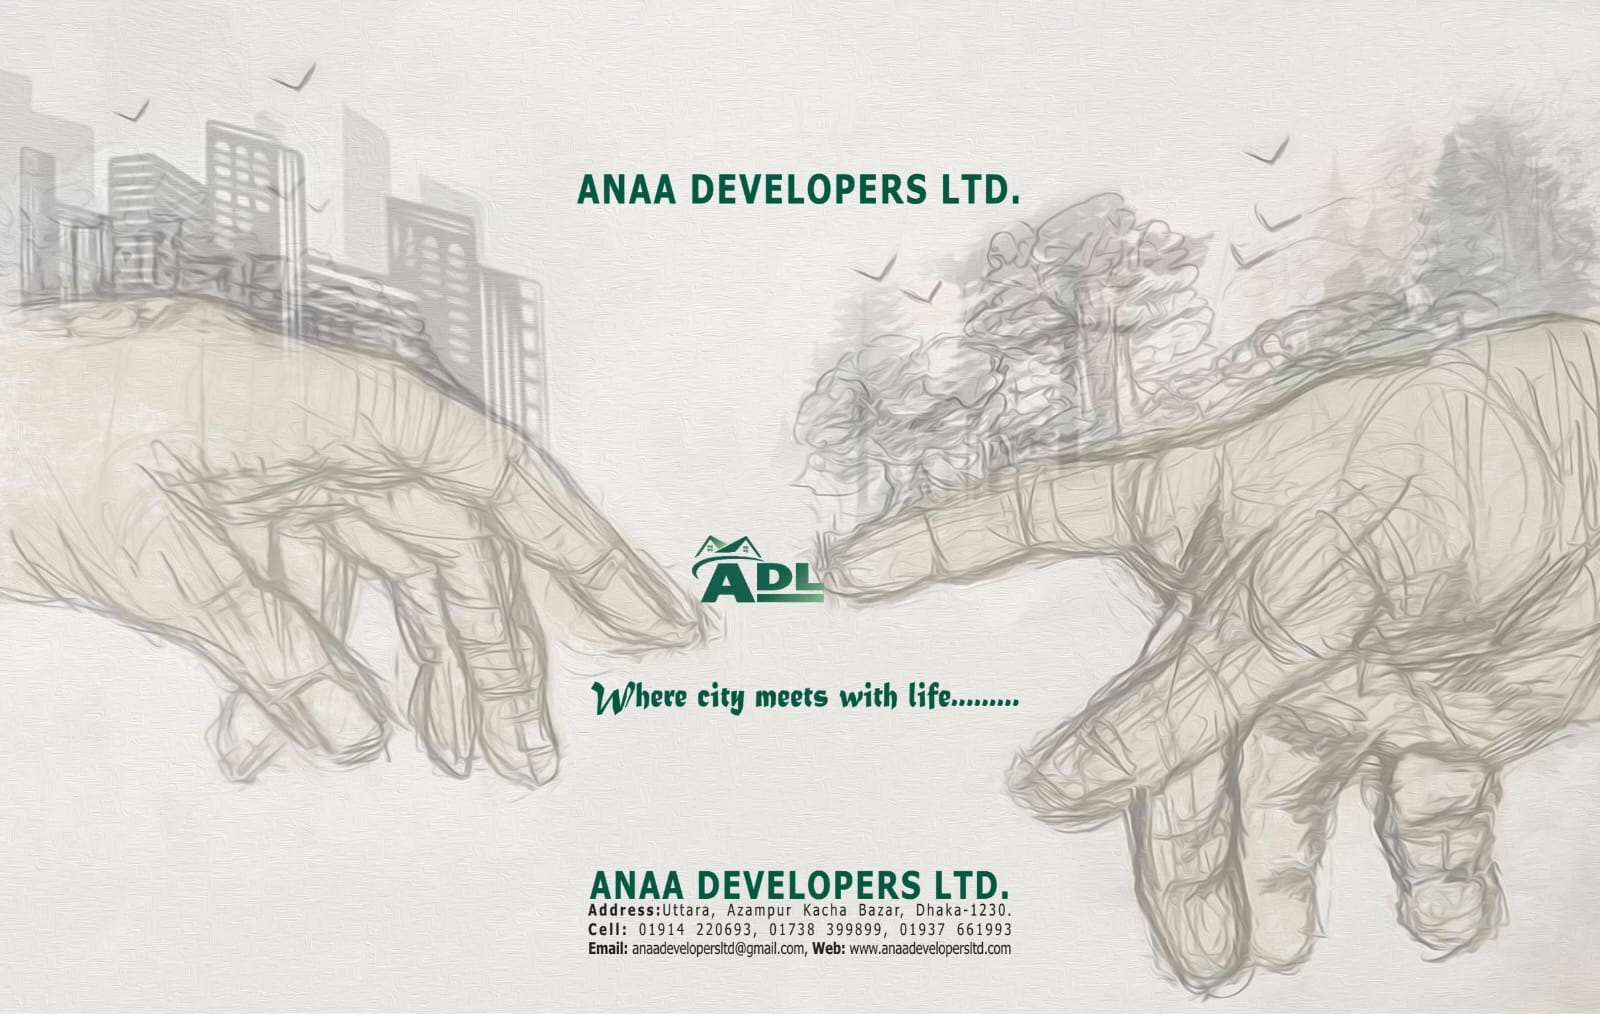 ANAA DEVELOPERS LTD.
ADL
Where city meets with life.........
ANAA DEVELOPERS LTD.
Address:Uttara, Azampur Kacha Bazar, Dhaka-1230.
Cell: 01914 220693, 01738 399899, 01937 661993
Email: anaadevelopersltd@gmail.com, Web: www.anaadevelopersltd.com